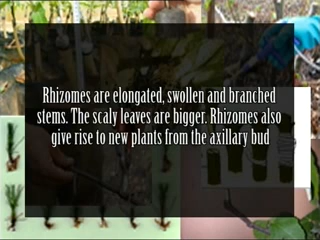 Rhizomes are elongated, swollen and branched
stems. The scaly leaves are bigger. Rhizomes also
give rise to new plants from the axillary bud